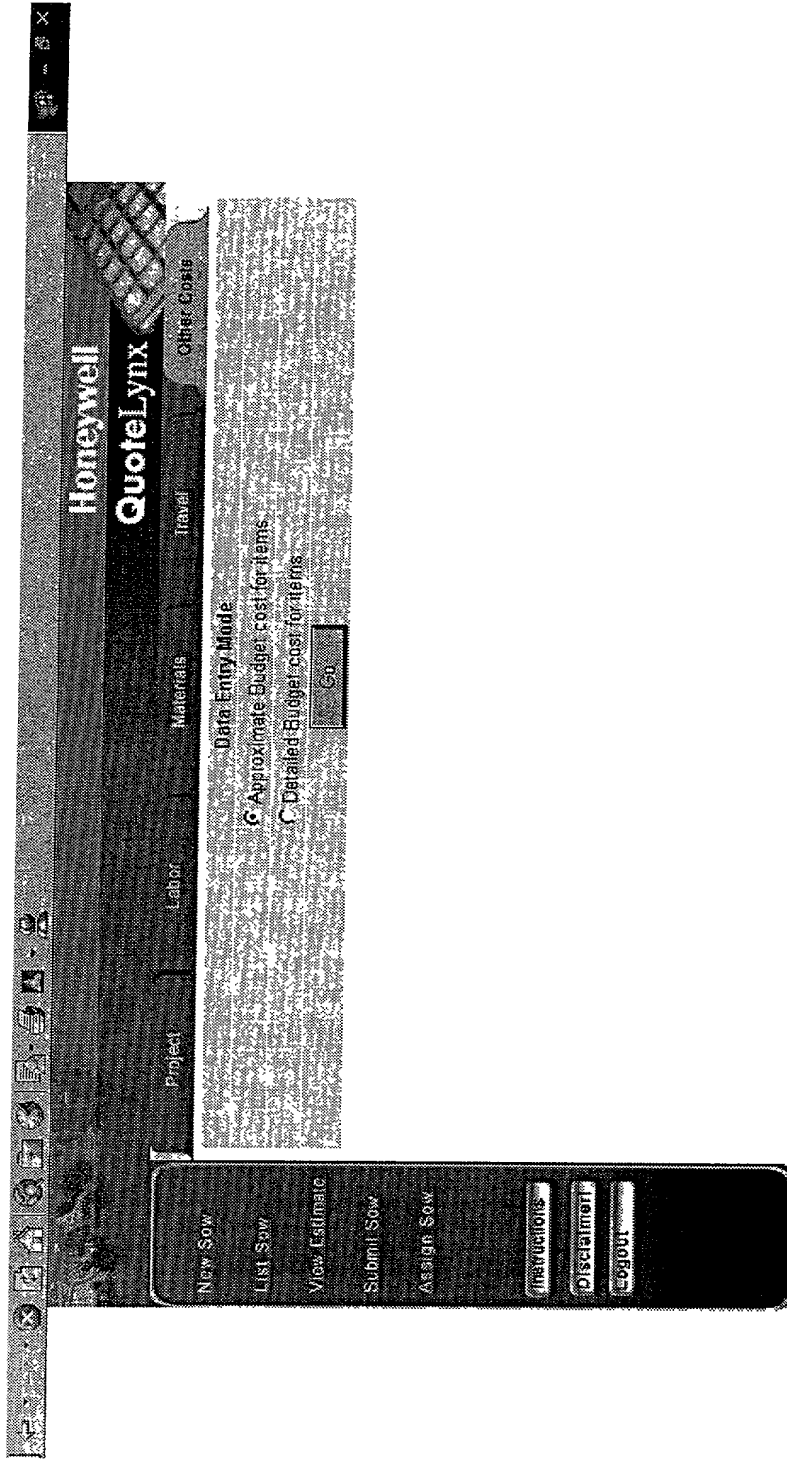 Honeywell
QuoteLynx
Project Labor Materials Travel Other Costs
New Sow
List Sow
View Estimate
Submit Sow
Assign Sow
Instructions
Disclaimer!
Logout
Data Entry Mode
Approximate Budget cost for items
Detailed Budget cost for items
Go